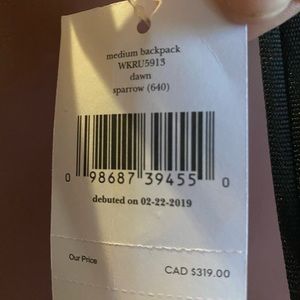 medium backpack
WKRU5913
dawn
sparrow (640)
0 98687 39455 0
debuted on 02-22-2019
Our Price CAD $319.00